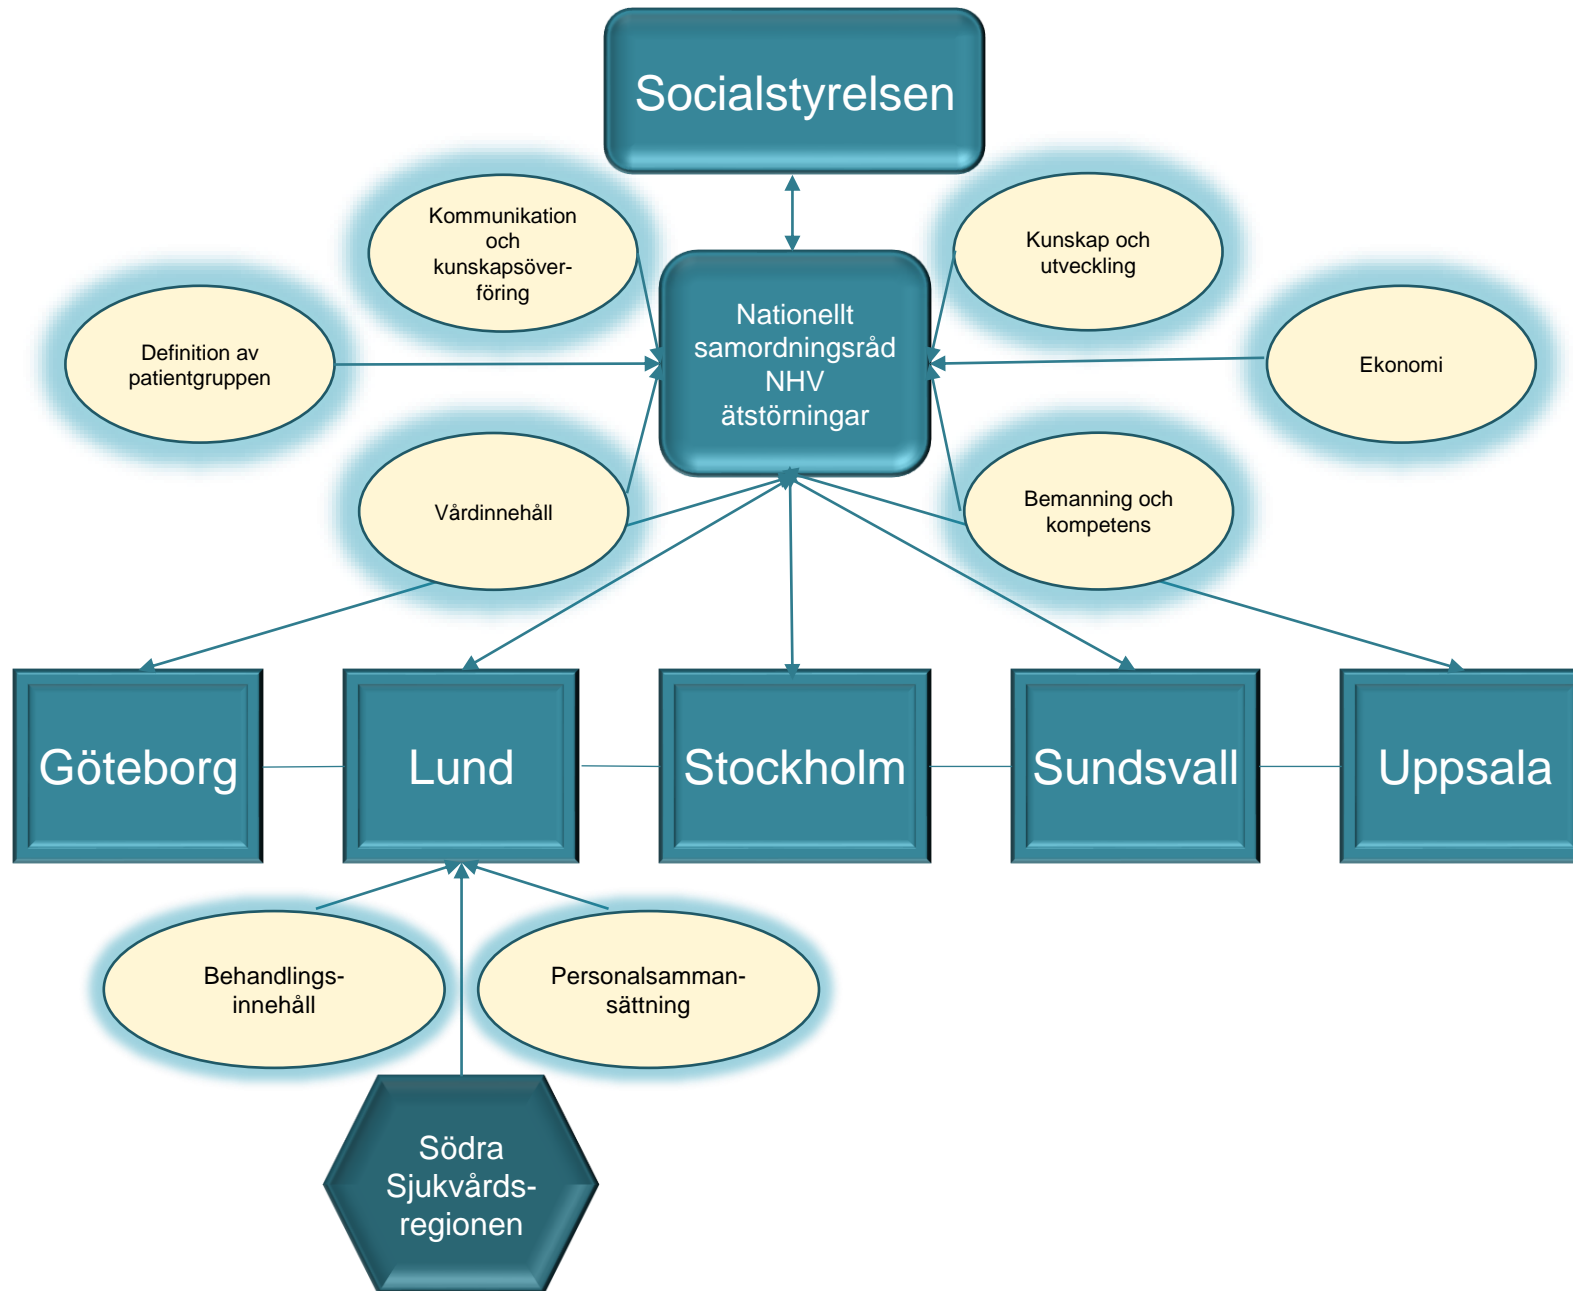 Socialstyrelsen
Kommunikation
och
kunskapsöver-
föring
Kunskap och
utveckling
Definition av
patientgruppen
Nationellt
samordningsråd
NHV
ätstörningar
Ekonomi
Vårdinnehåll
Bemanning och
kompetens
Göteborg
Lund
Stockholm
Sundsvall
Uppsala
Behandlings-
innehåll
Personalsamman-
sättning
Södra
Sjukvårds-
regionen